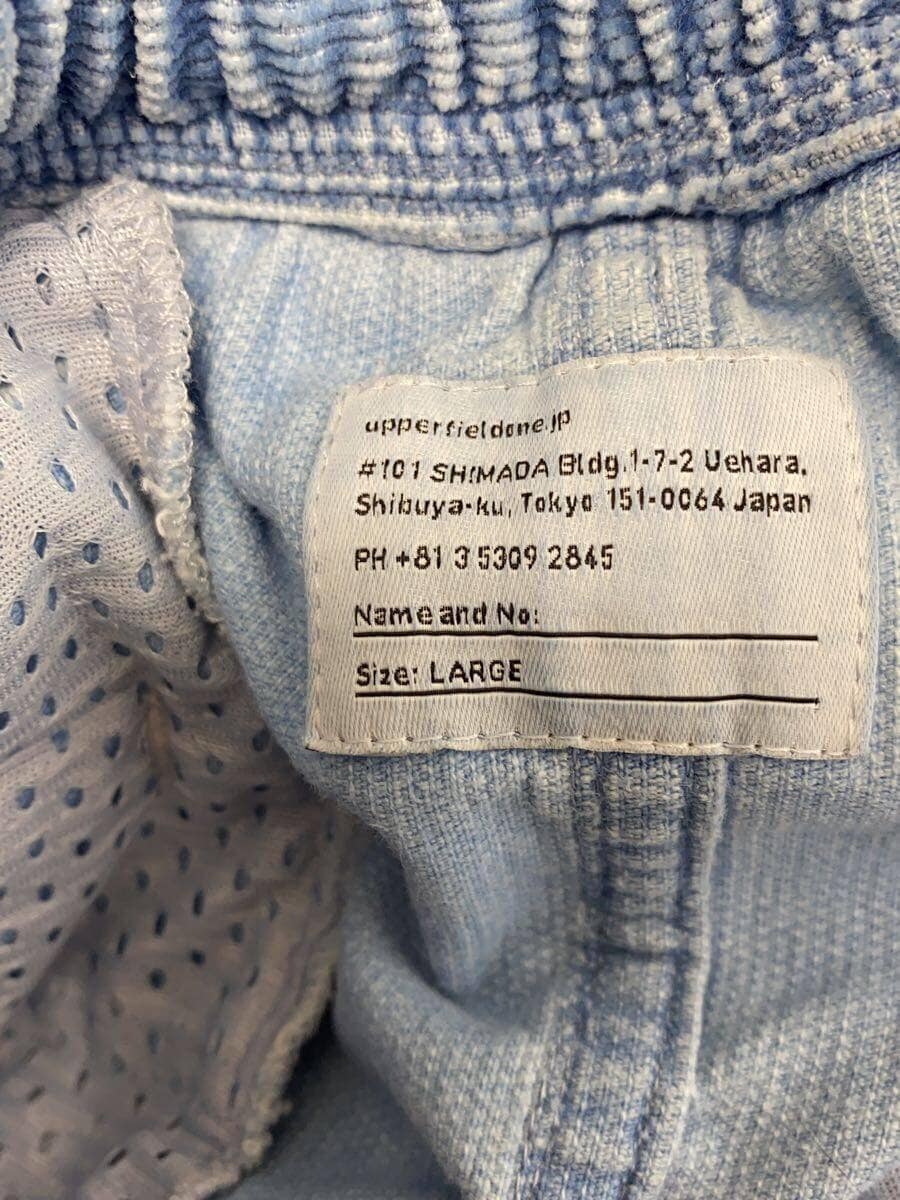 upperfieldone.jp
#101 SHIMADA Bldg.1-7-2 Uehara.
Shibuya-ku, Tokyo 151-0064 Japan
PH +81 3 5309 2845
Name and No:
Size: LARGE